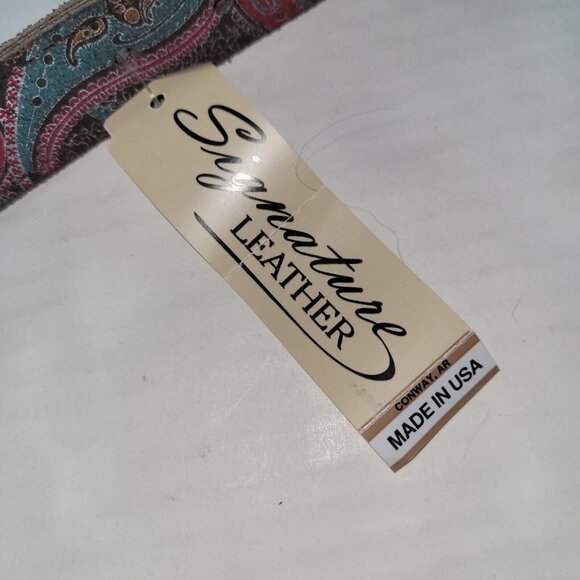 Signature
LEATHER
CONWAY, AR
MADE IN USA